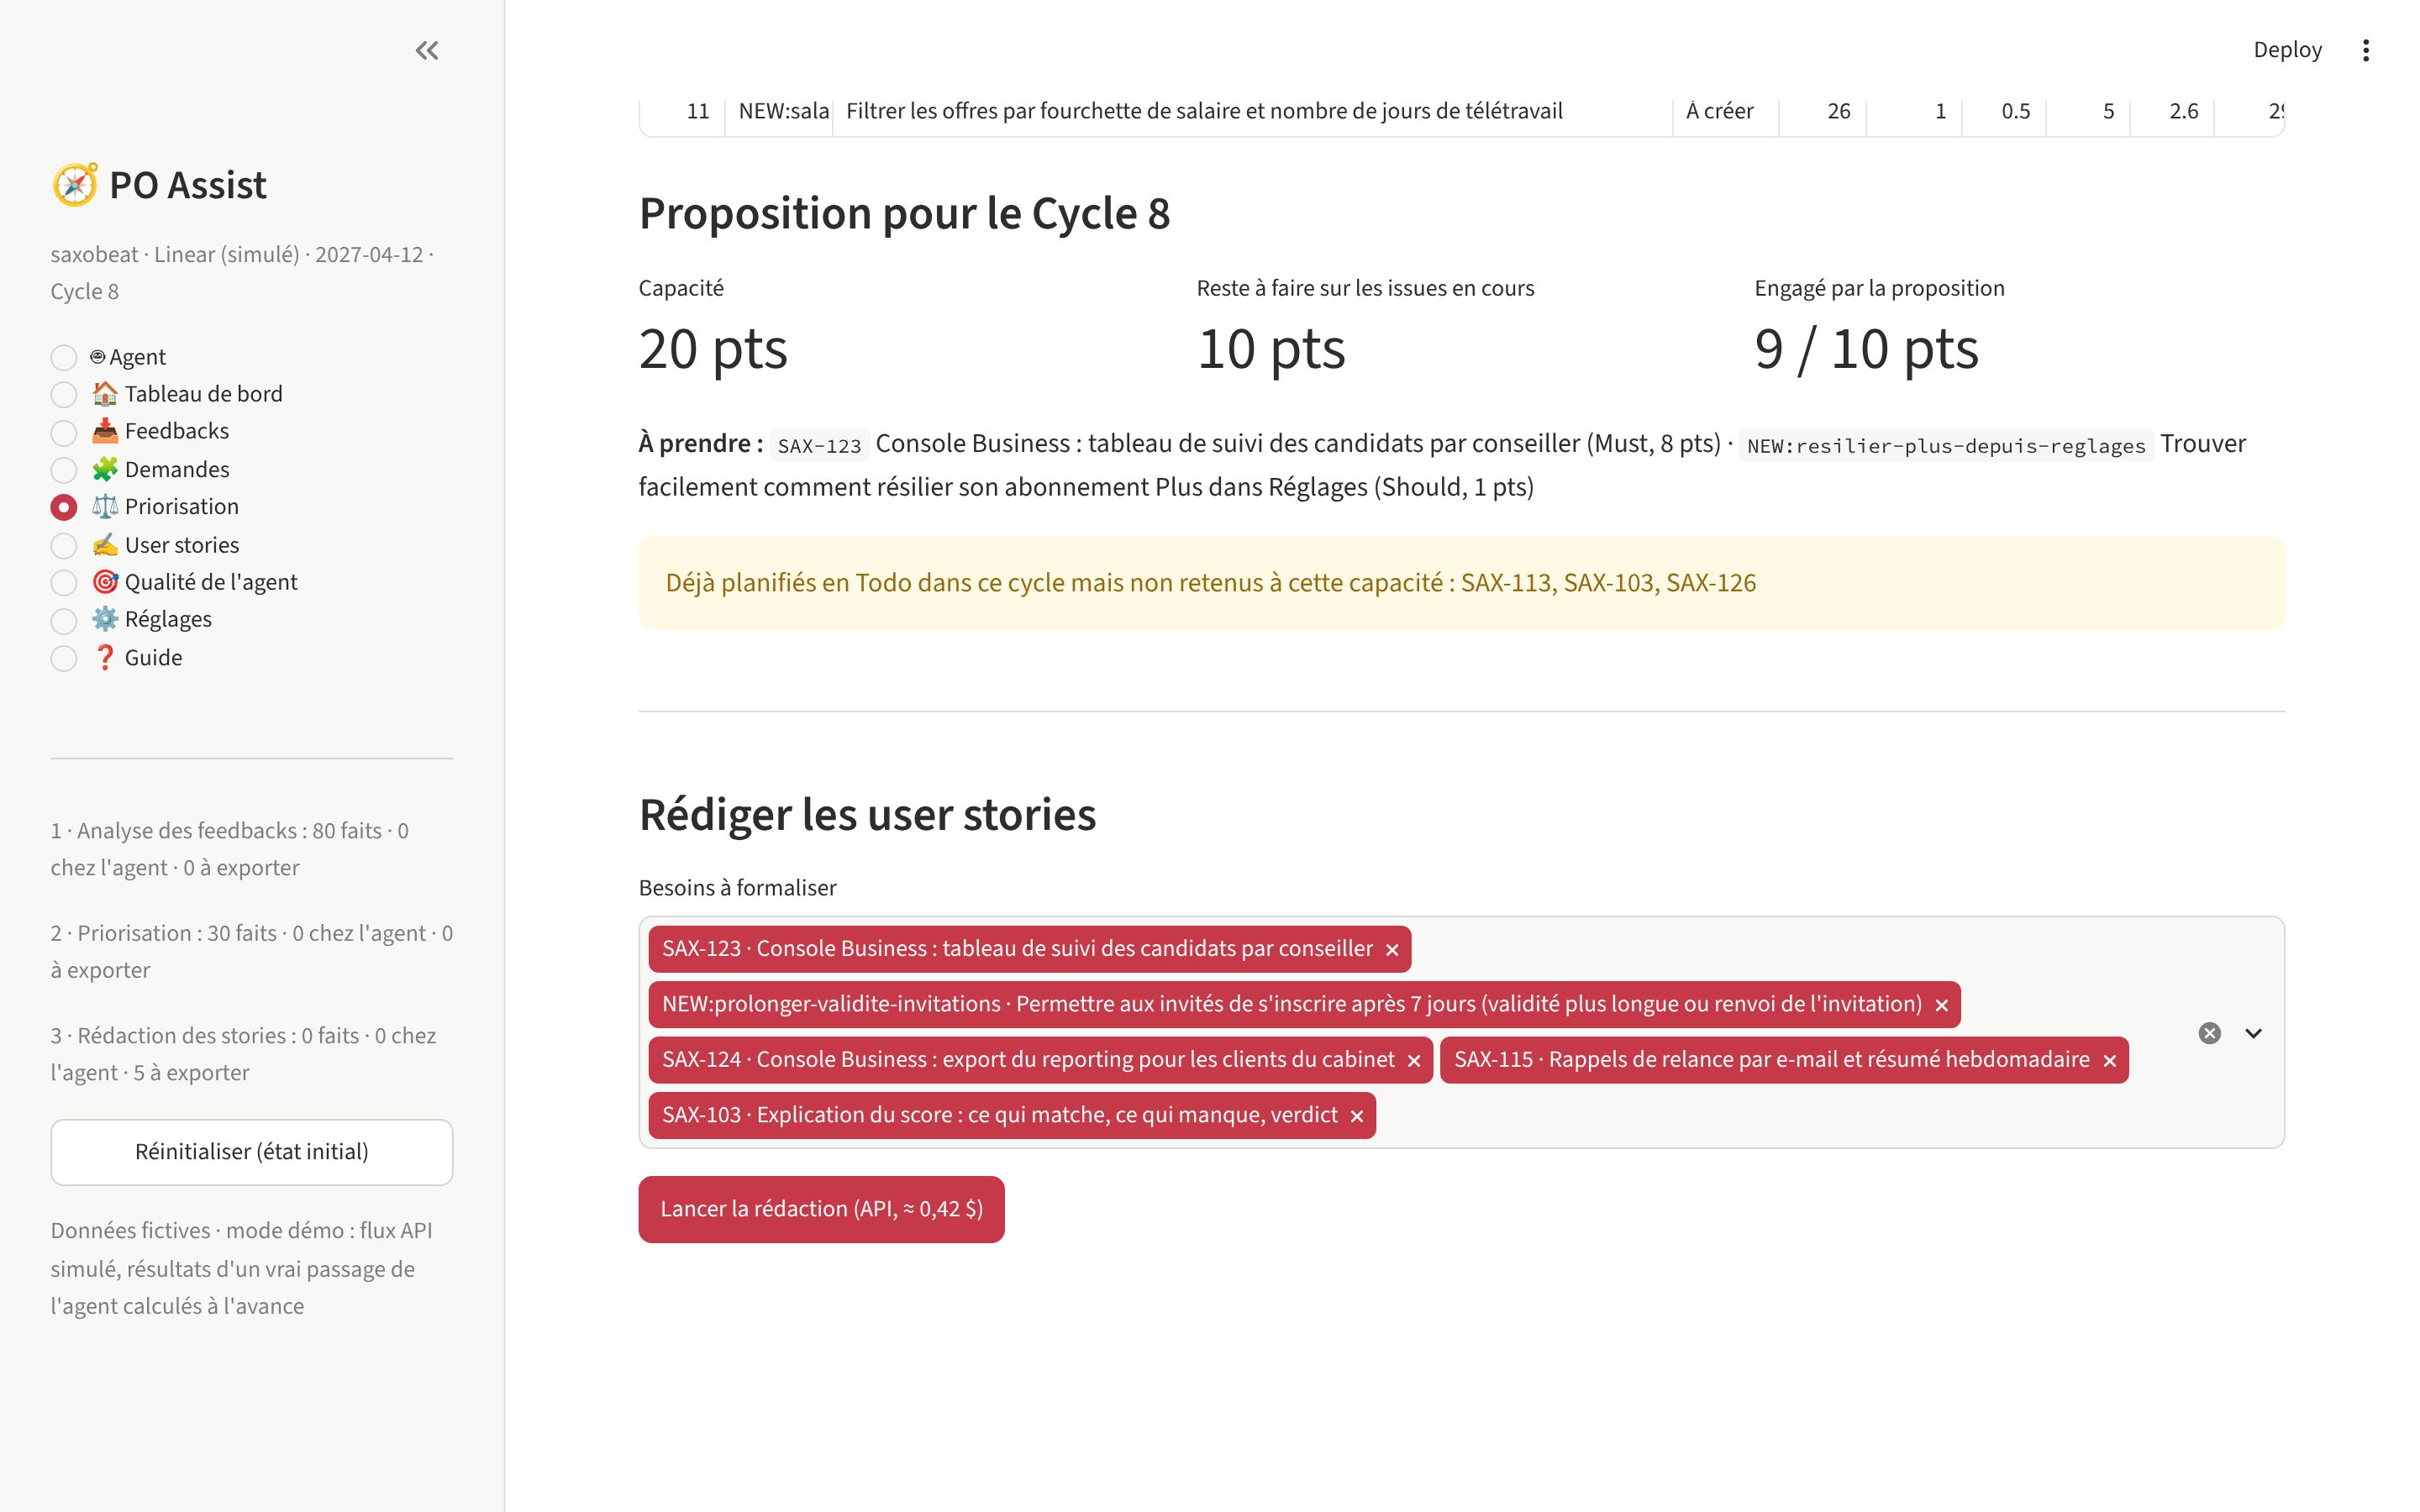 Deploy
🧭 PO Assist
saxobeat · Linear (simulé) · 2027-04-12 ·
Cycle 8
Agent
🏠 Tableau de bord
📥 Feedbacks
🧩 Demandes
⚖️ Priorisation
✍️ User stories
🎯 Qualité de l'agent
⚙️ Réglages
❓ Guide
1 · Analyse des feedbacks : 80 faits · 0
chez l'agent · 0 à exporter
2 · Priorisation : 30 faits · 0 chez l'agent · 0
à exporter
3 · Rédaction des stories : 0 faits · 0 chez
l'agent · 5 à exporter
Réinitialiser (état initial)
Données fictives · mode démo : flux API
simulé, résultats d'un vrai passage de
l'agent calculés à l'avance
11 NEW:sala Filtrer les offres par fourchette de salaire et nombre de jours de télétravail À créer 26 1 0.5 5 2.6
Proposition pour le Cycle 8
Capacité Reste à faire sur les issues en cours Engagé par la proposition
20 pts 10 pts 9 / 10 pts
À prendre : SAX-123 Console Business : tableau de suivi des candidats par conseiller (Must, 8 pts) · NEW:resilier-plus-depuis-reglages Trouver
facilement comment résilier son abonnement Plus dans Réglages (Should, 1 pts)
Déjà planifiés en Todo dans ce cycle mais non retenus à cette capacité : SAX-113, SAX-103, SAX-126
Rédiger les user stories
Besoins à formaliser
SAX-123 · Console Business : tableau de suivi des candidats par conseiller ×
NEW:prolonger-validite-invitations · Permettre aux invités de s'inscrire après 7 jours (validité plus longue ou renvoi de l'invitation) ×
SAX-124 · Console Business : export du reporting pour les clients du cabinet × SAX-115 · Rappels de relance par e-mail et résumé hebdomadaire ×
SAX-103 · Explication du score : ce qui matche, ce qui manque, verdict ×
Lancer la rédaction (API, ≈ 0,42 $)